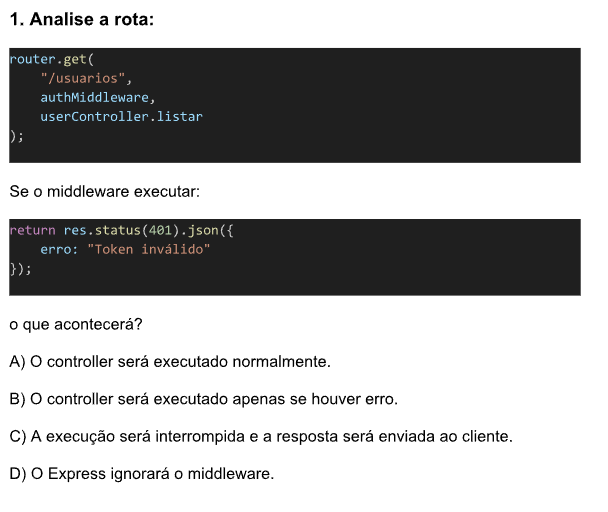 1. Analise a rota:
router.get(
    "/usuarios",
    authMiddleware,
    userController.listar
);
Se o middleware executar:
return res.status(401).json({
    erro: "Token inválido"
});
o que acontecerá?
A) O controller será executado normalmente.
B) O controller será executado apenas se houver erro.
C) A execução será interrompida e a resposta será enviada ao cliente.
D) O Express ignorará o middleware.